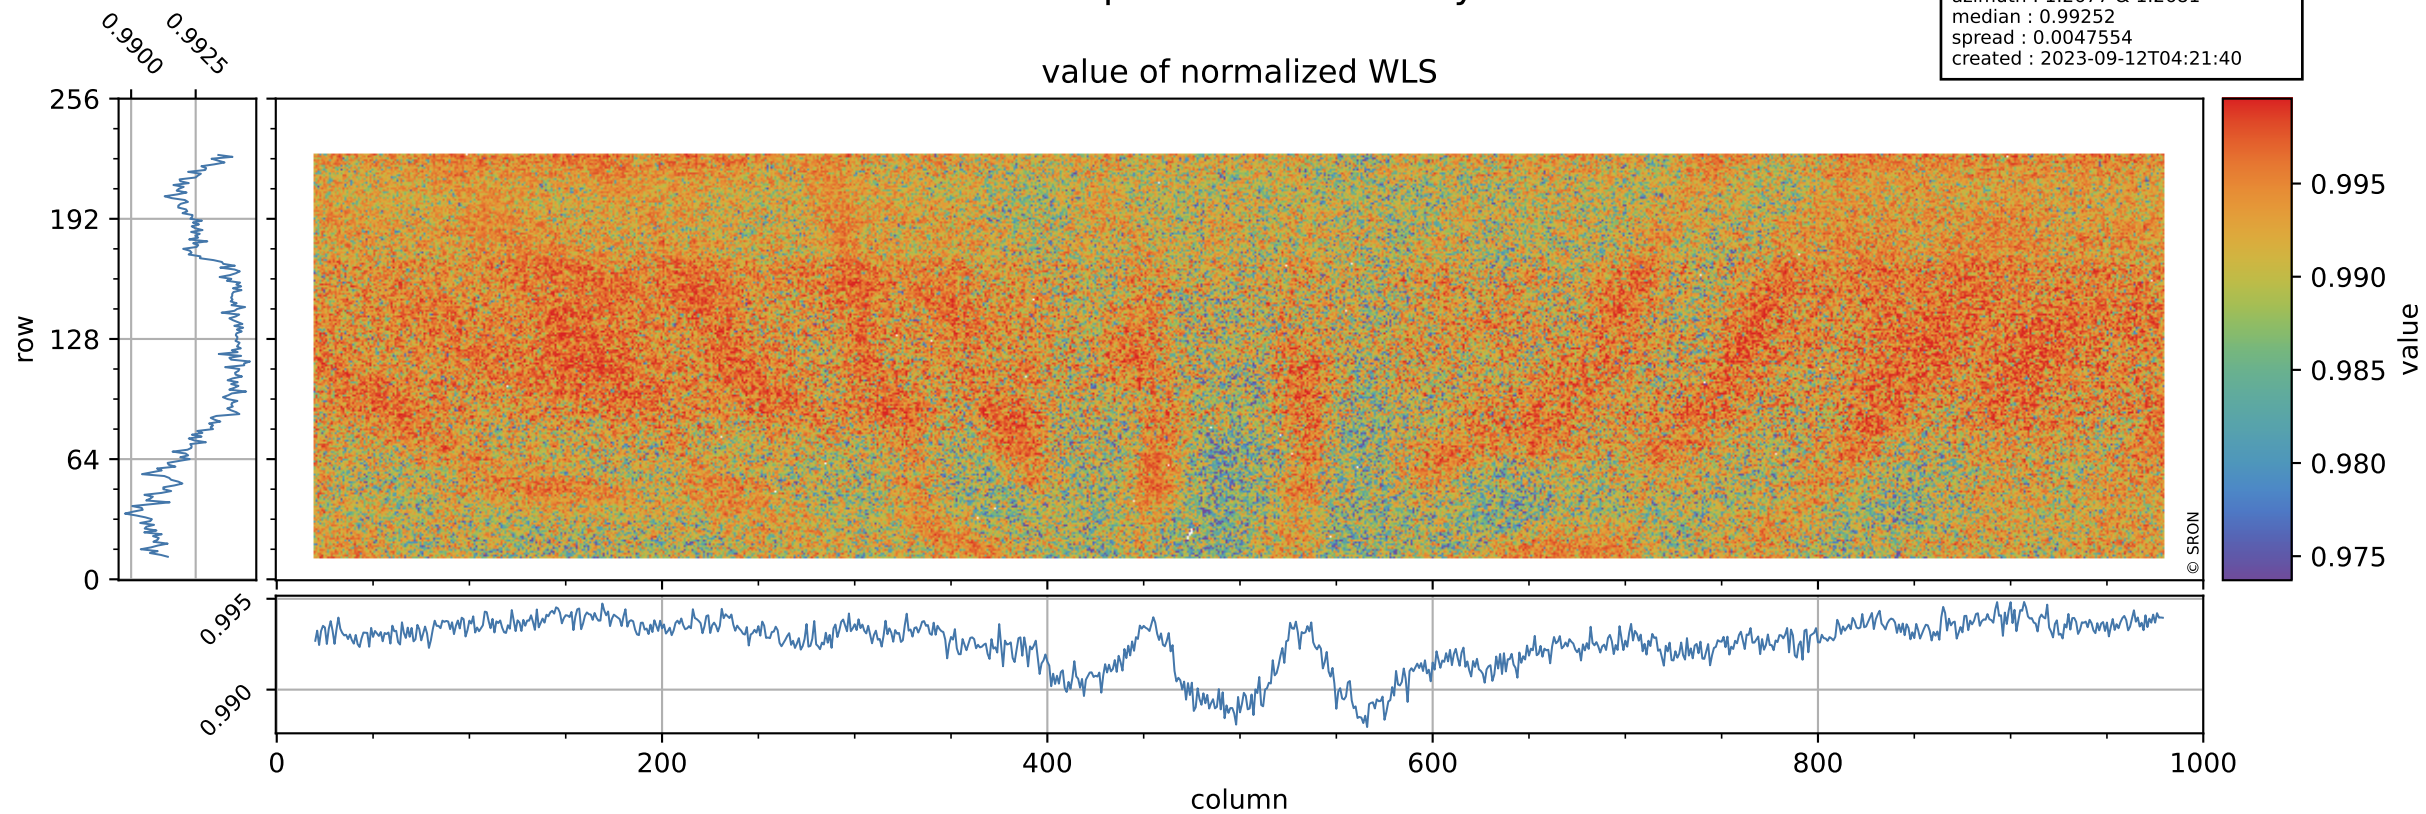 median : 0.99252
spread : 0.0047554
created : 2023-09-12T04:21:40
value of normalized WLS
0.9900
0.9925
256
192
128
64
0
row
0.995
0.990
0.985
0.980
0.975
value
© SRON
0.995
0.990
0
200
400
600
800
1000
column